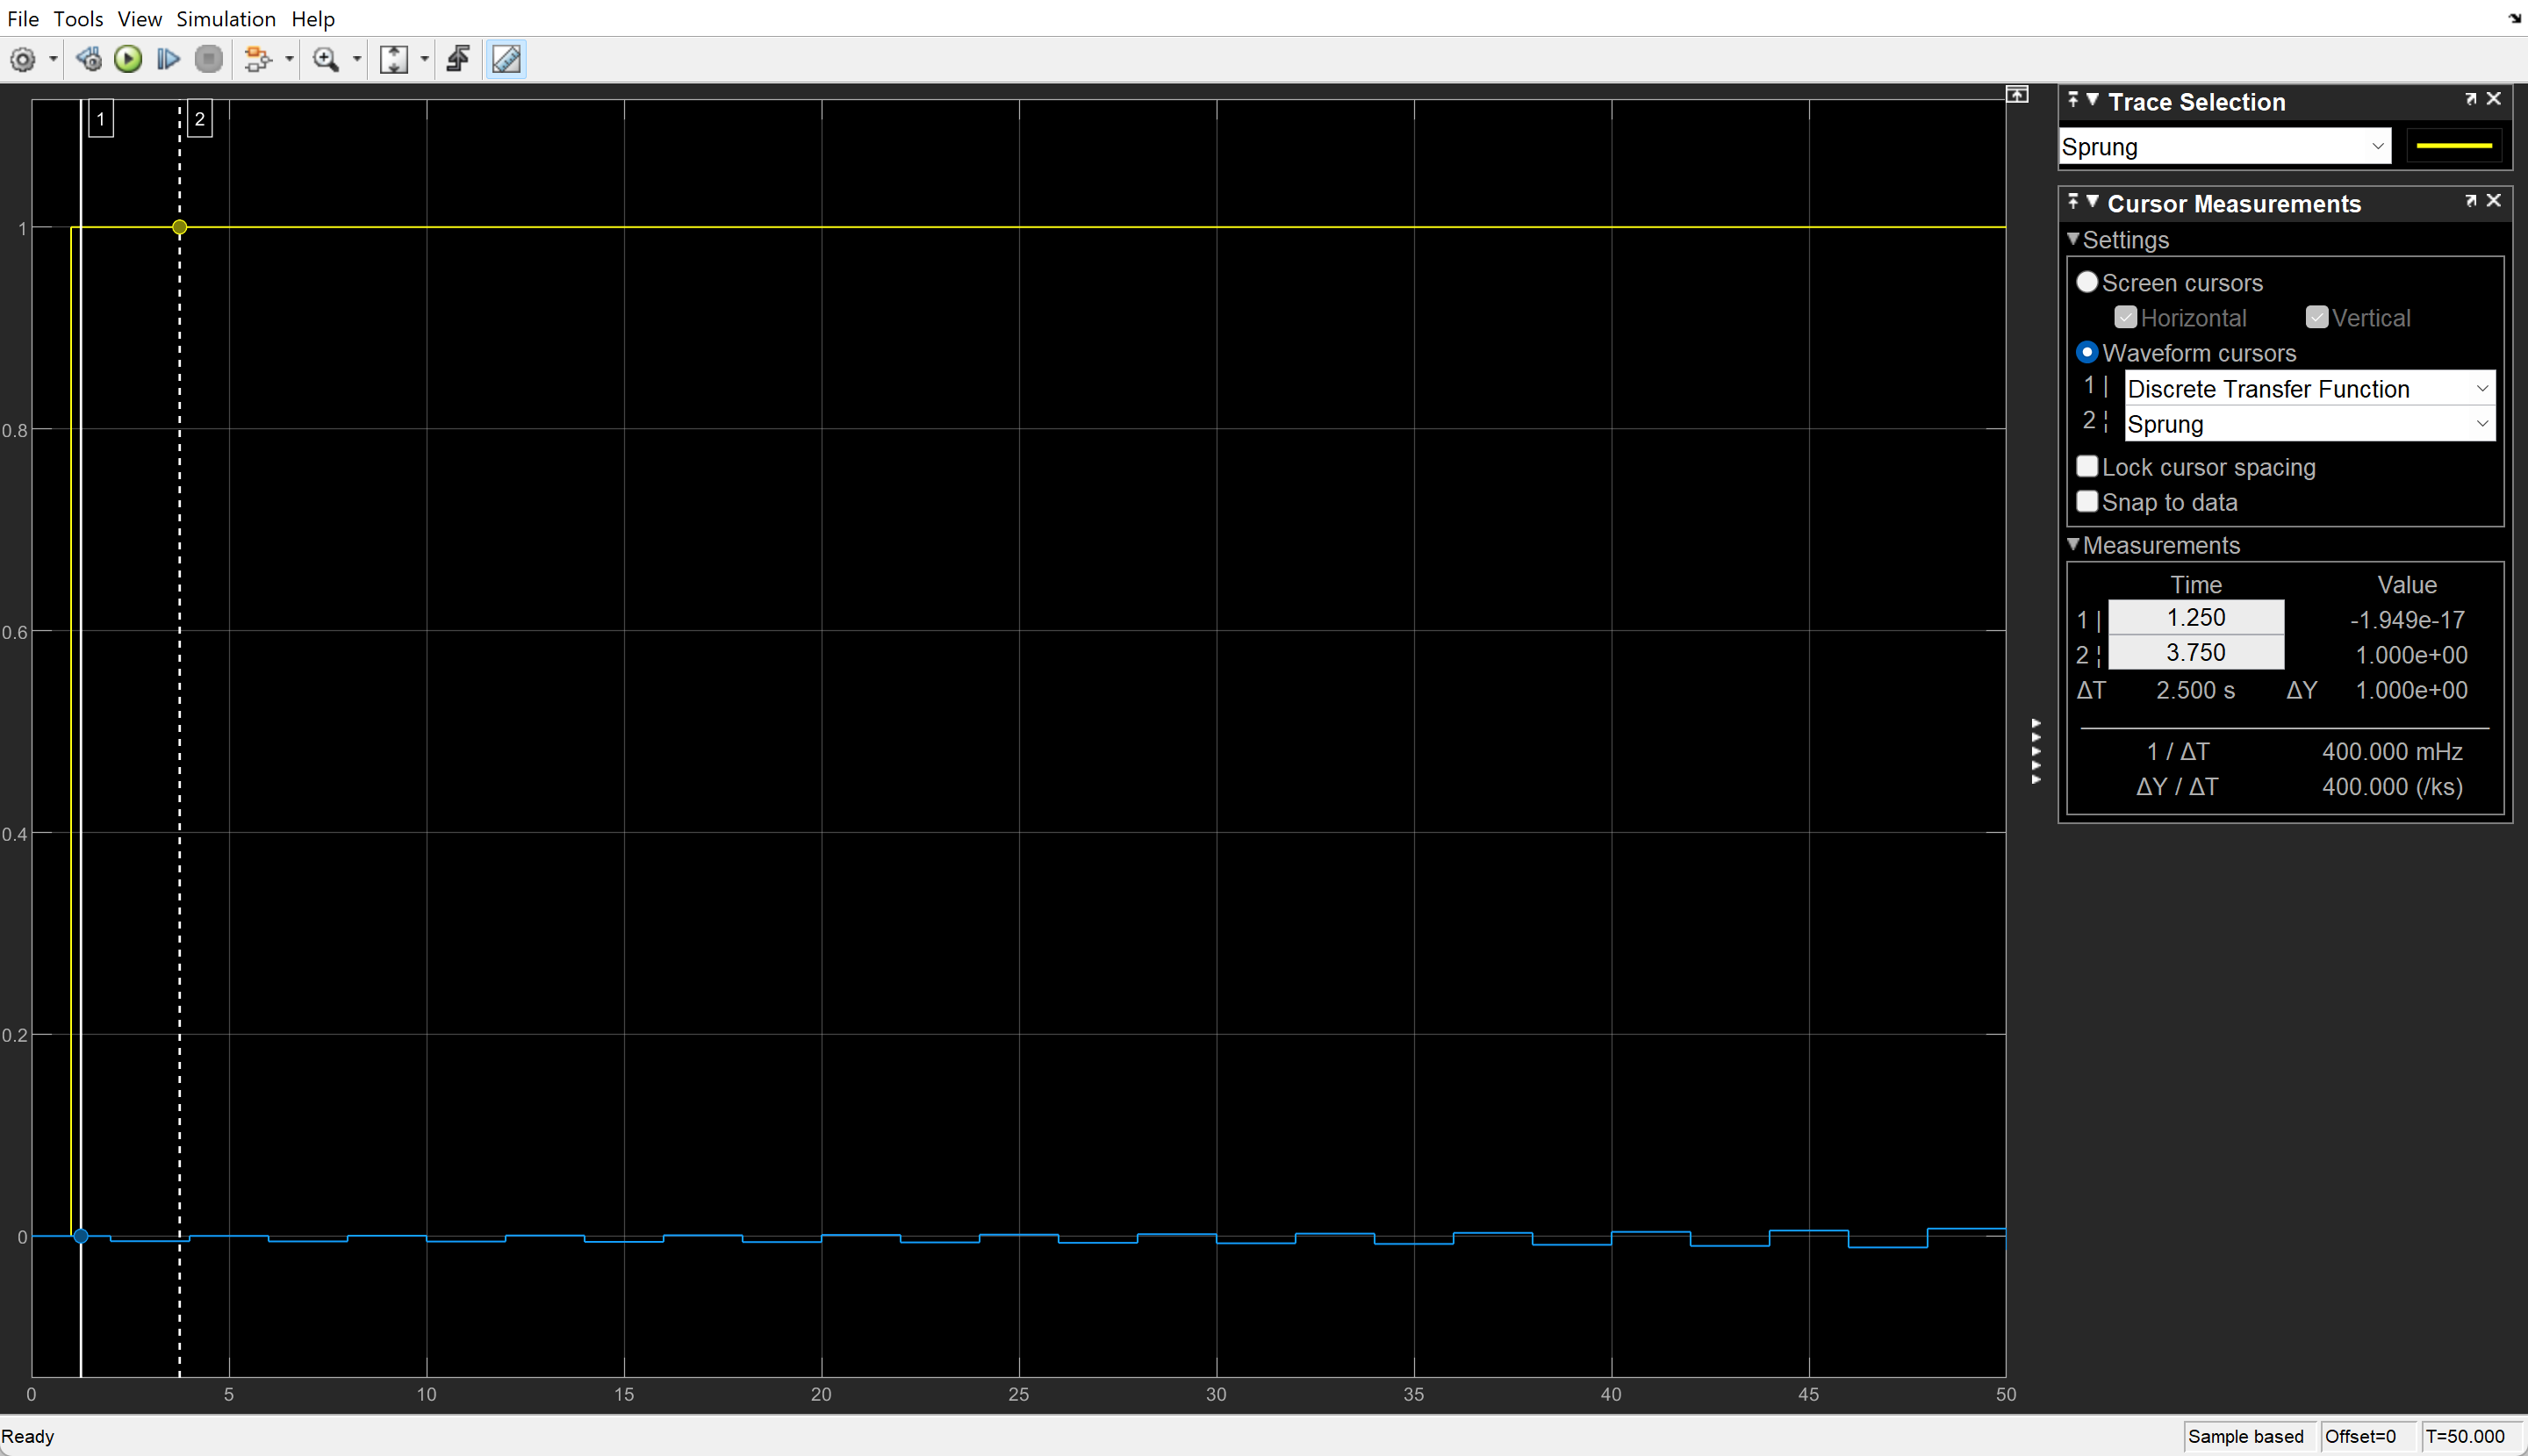 File Tools View Simulation Help
1
2
1
0.8
0.6
0.4
0.2
0
0 5 10 15 20 25 30 35 40 45 50
Trace Selection
Sprung
Cursor Measurements
Settings
Screen cursors
Horizontal Vertical
Waveform cursors
1 | Discrete Transfer Function
2 ¦ Sprung
Lock cursor spacing
Snap to data
Measurements
Time Value
1 | 1.250 -1.949e-17
2 ¦ 3.750 1.000e+00
ΔT 2.500 s ΔY 1.000e+00
1 / ΔT 400.000 mHz
ΔY / ΔT 400.000 (/ks)
Ready
Sample based Offset=0 T=50.000